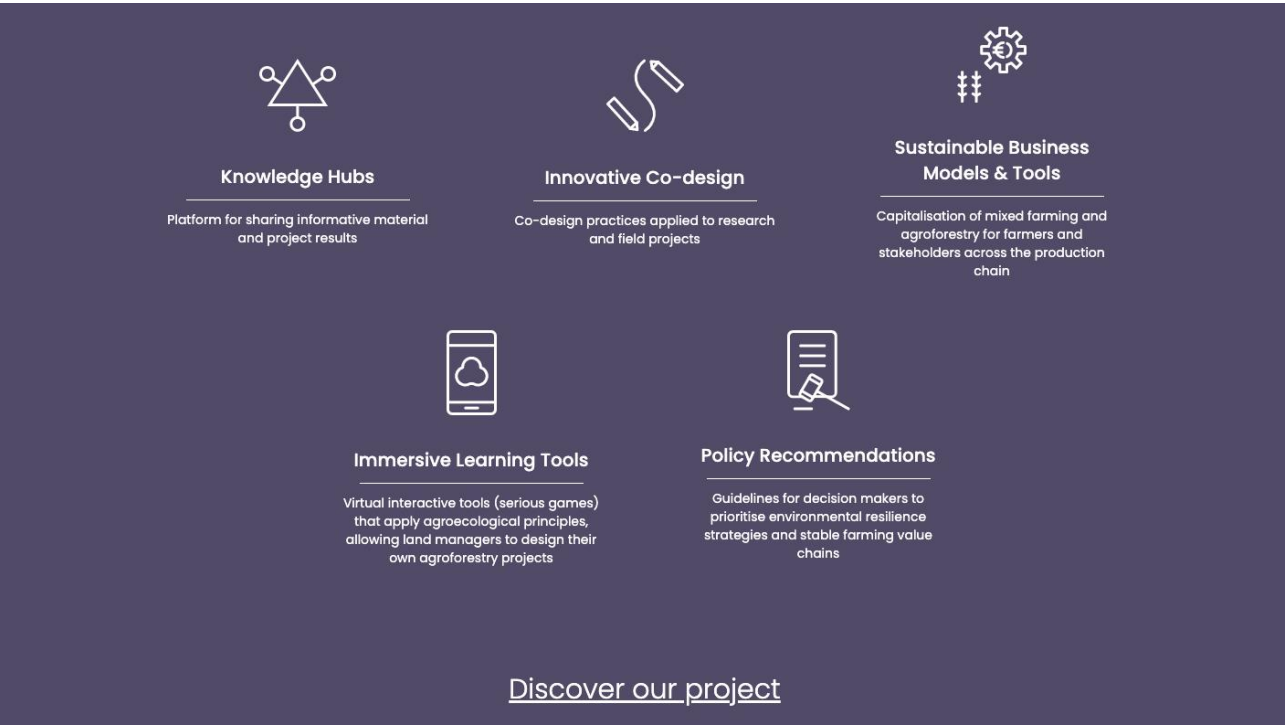 Knowledge Hubs
Platform for sharing informative material
and project results
Innovative Co-design
Co-design practices applied to research
and field projects
Sustainable Business
Models & Tools
Capitalisation of mixed farming and
agroforestry for farmers and
stakeholders across the production
chain
Immersive Learning Tools
Virtual interactive tools (serious games)
that apply agroecological principles,
allowing land managers to design their
own agroforestry projects
Policy Recommendations
Guidelines for decision makers to
prioritise environmental resilience
strategies and stable farming value
chains
Discover our project